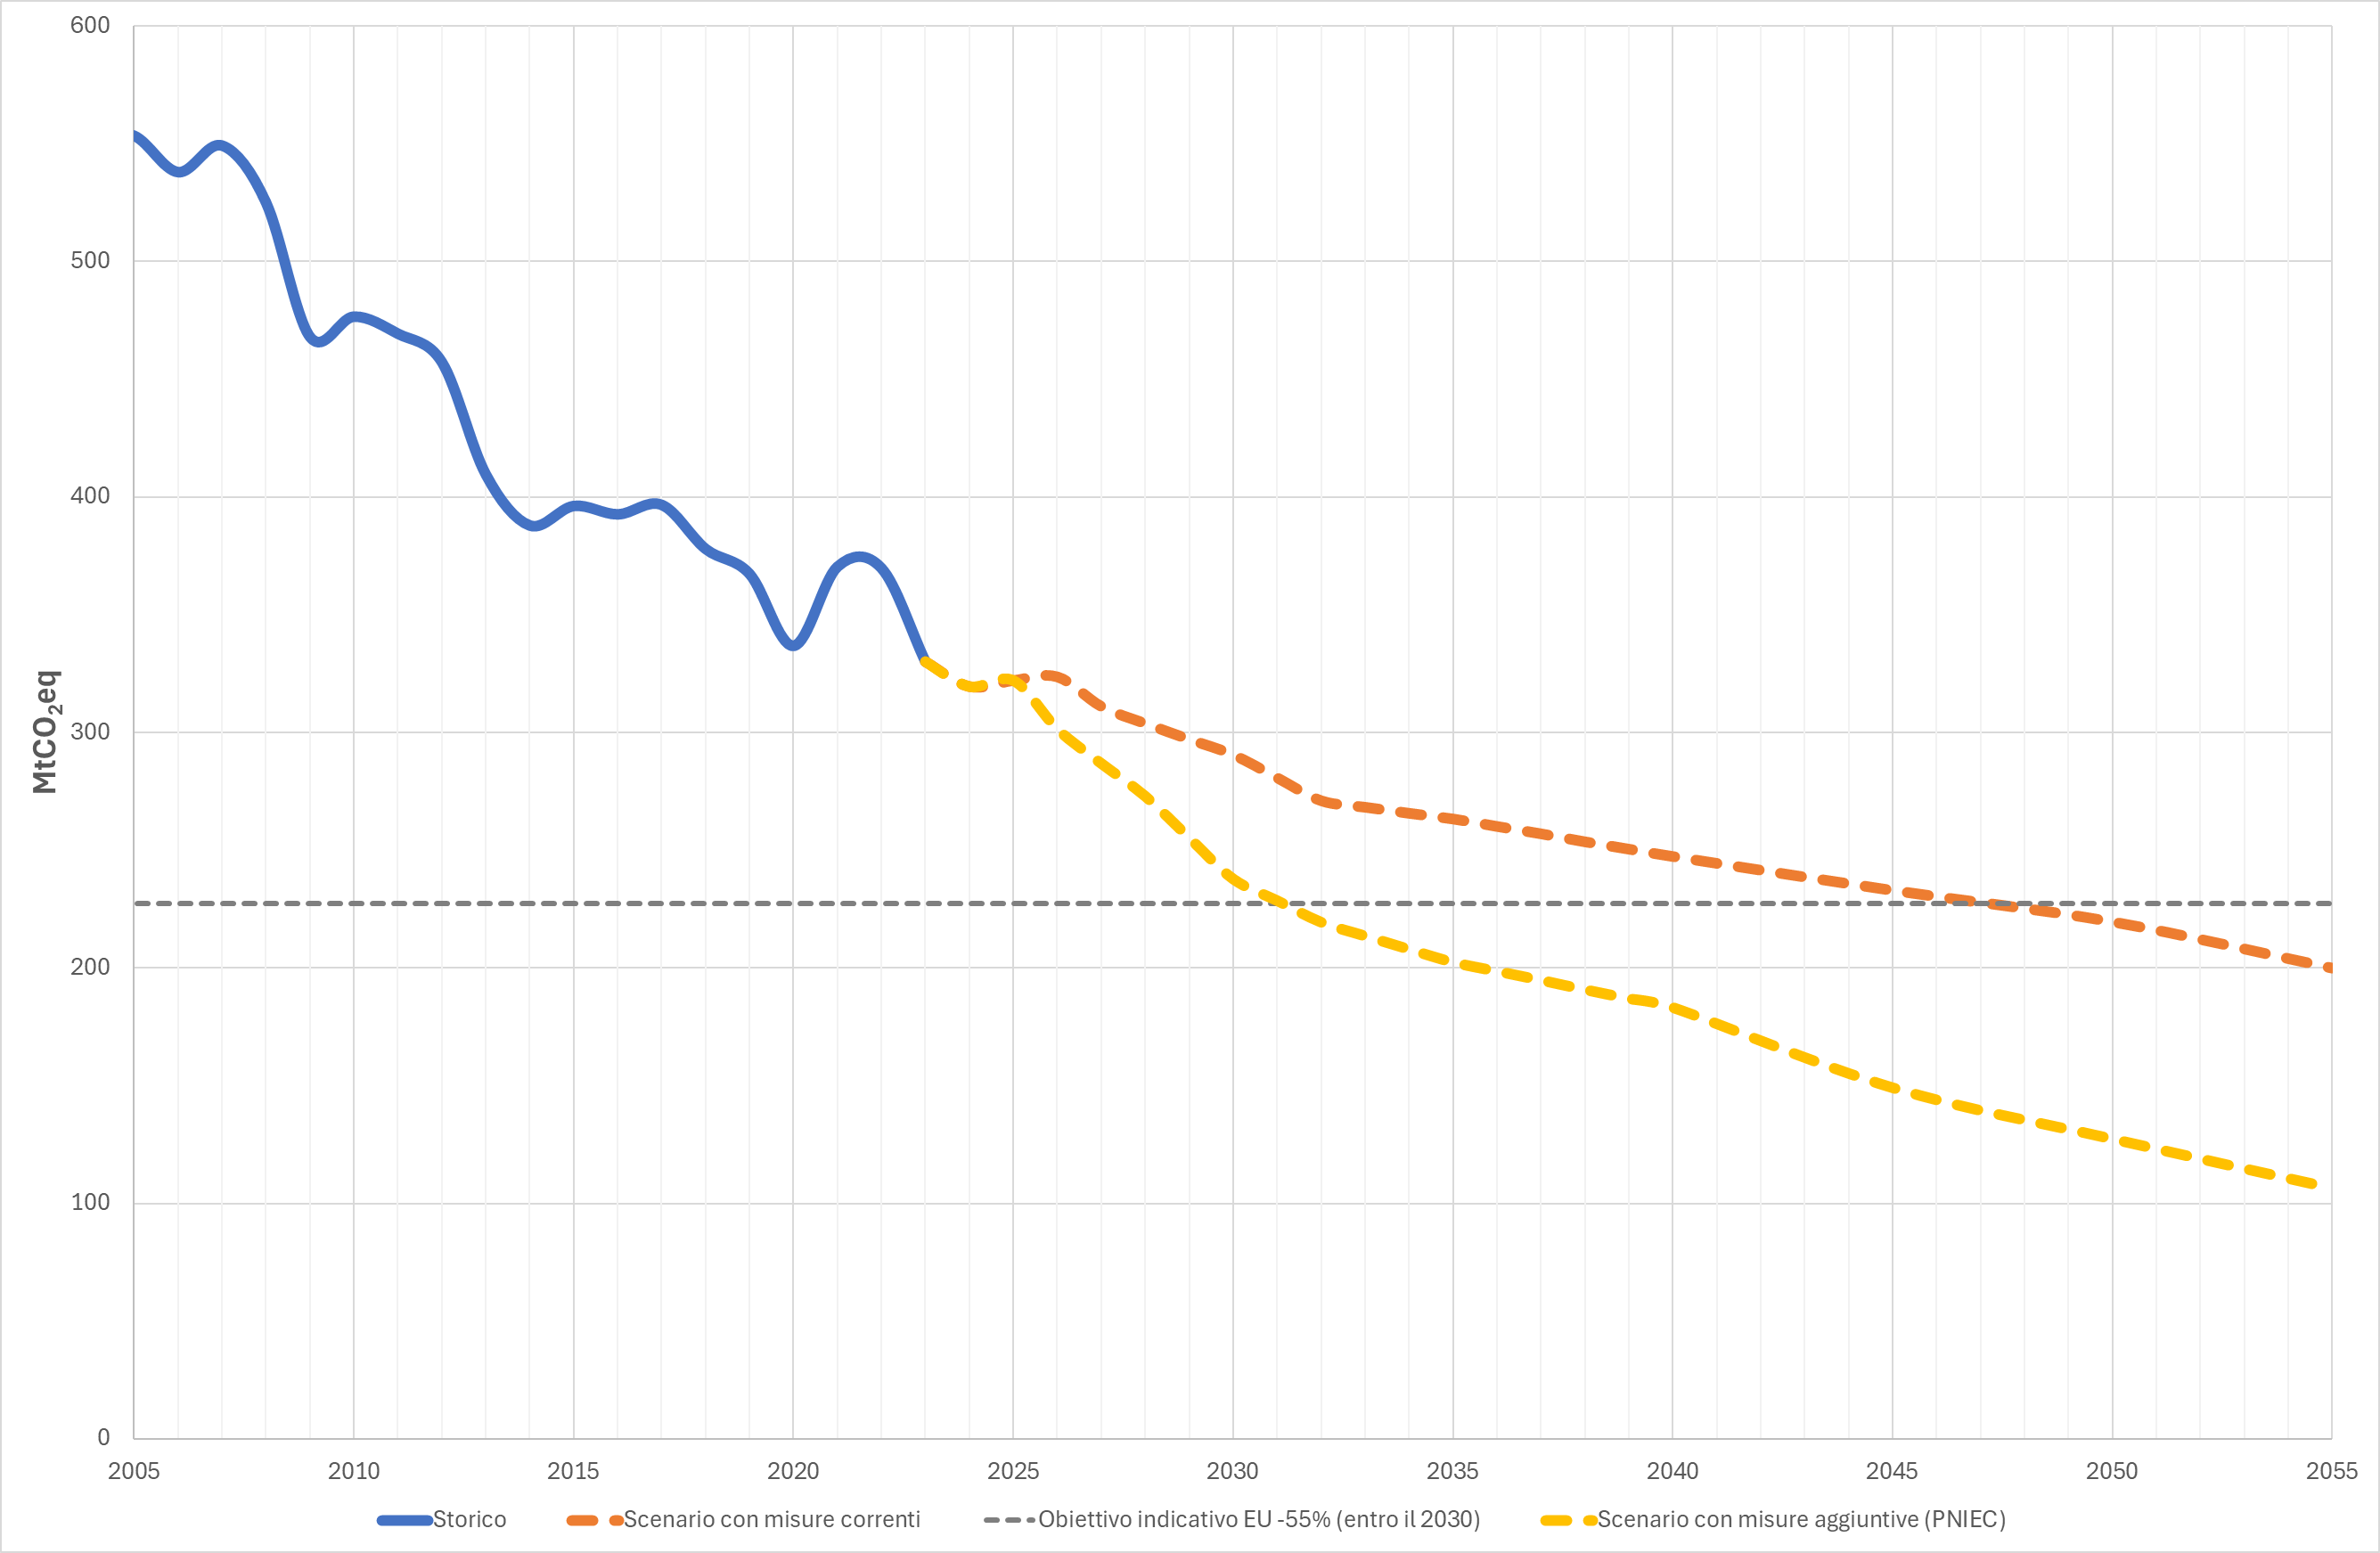 600
500
400
300
200
100
0
MtCO₂eq
2005 2010 2015 2020 2025 2030 2035 2040 2045 2050 2055
Storico Scenario con misure correnti Obiettivo indicativo EU -55% (entro il 2030) Scenario con misure aggiuntive (PNIEC)